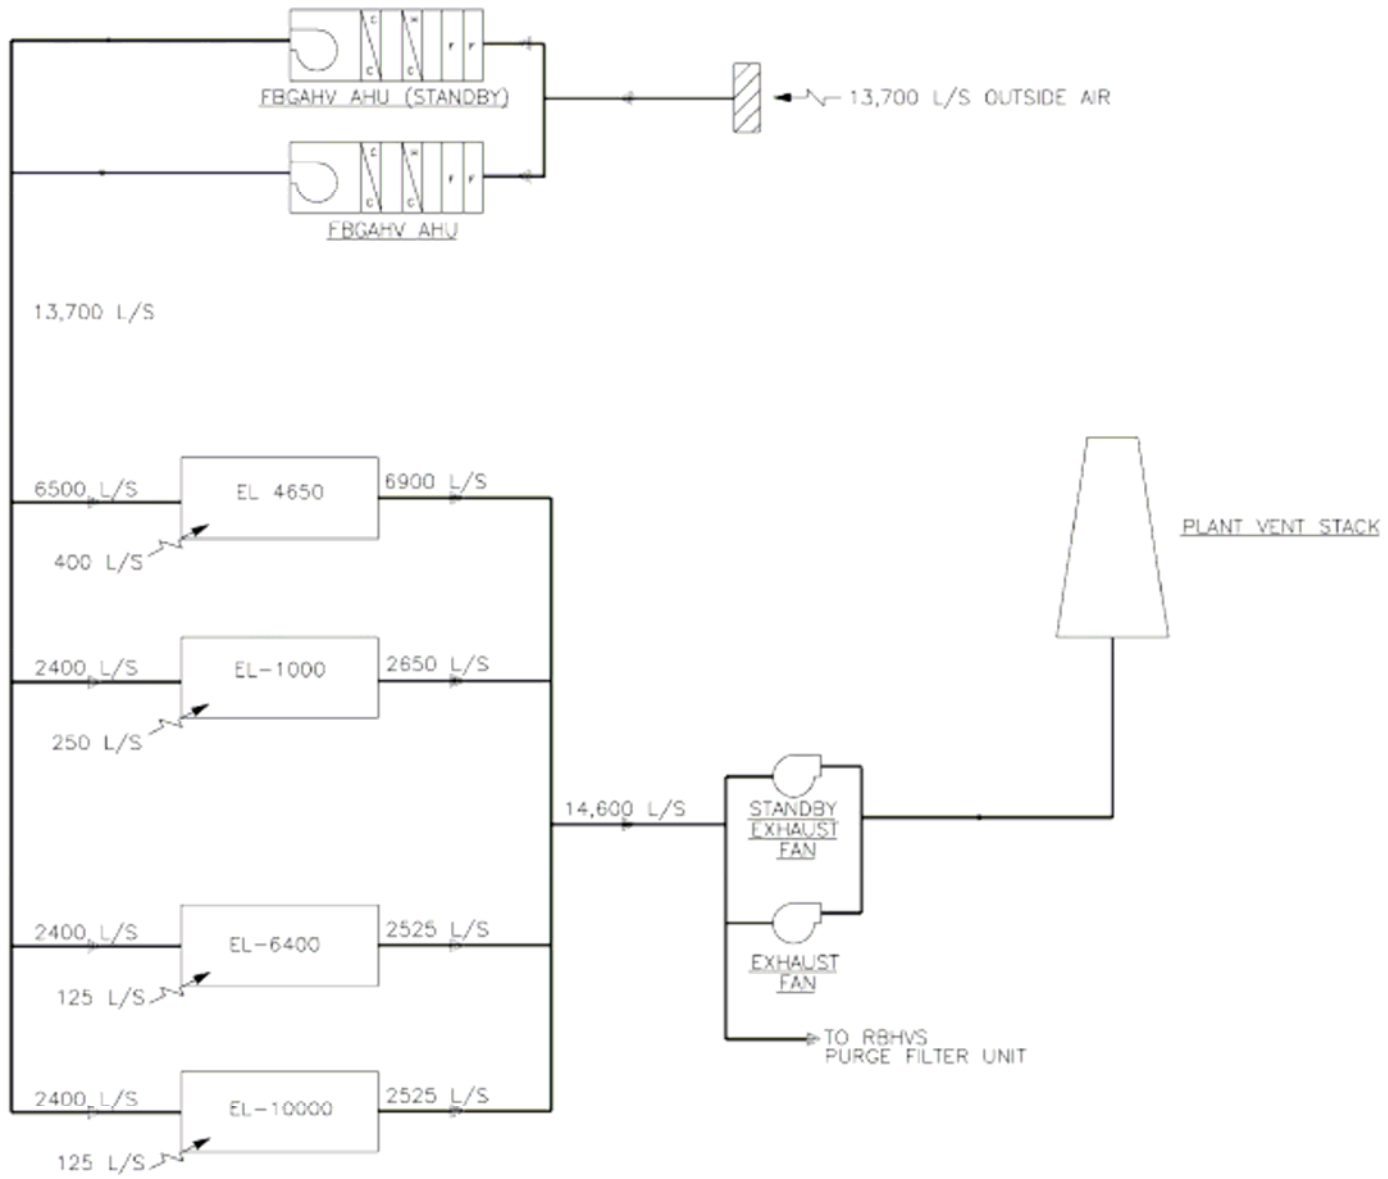 C H
F F
C C
FBGAHV AHU (STANDBY)
13,700 L/S OUTSIDE AIR
C H
F F
C C
FBGAHV AHU
13,700 L/S
6500 L/S
EL 4650
6900 L/S
400 L/S
PLANT VENT STACK
2400 L/S
EL-1000
2650 L/S
250 L/S
14,600 L/S
STANDBY
EXHAUST
FAN
2400 L/S
EL-6400
2525 L/S
125 L/S
EXHAUST
FAN
TO RBHVS
PURGE FILTER UNIT
2400 L/S
EL-10000
2525 L/S
125 L/S